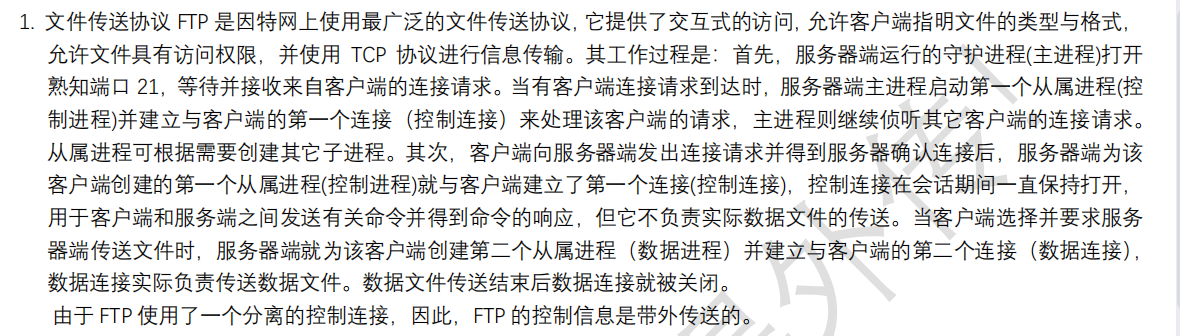 1. 文件传送协议 FTP 是因特网上使用最广泛的文件传送协议, 它提供了交互式的访问, 允许客户端指明文件的类型与格式,
允许文件具有访问权限，并使用 TCP 协议进行信息传输。其工作过程是：首先，服务器端运行的守护进程(主进程)打开
熟知端口 21，等待并接收来自客户端的连接请求。当有客户端连接请求到达时，服务器端主进程启动第一个从属进程(控
制进程)并建立与客户端的第一个连接（控制连接）来处理该客户端的请求，主进程则继续侦听其它客户端的连接请求。
从属进程可根据需要创建其它子进程。其次，客户端向服务器端发出连接请求并得到服务器确认连接后，服务器端为该
客户端创建的第一个从属进程(控制进程)就与客户端建立了第一个连接(控制连接)，控制连接在会话期间一直保持打开，
用于客户端和服务端之间发送有关命令并得到命令的响应，但它不负责实际数据文件的传送。当客户端选择并要求服务
器端传送文件时，服务器端就为该客户端创建第二个从属进程（数据进程）并建立与客户端的第二个连接（数据连接），
数据连接实际负责传送数据文件。数据文件传送结束后数据连接就被关闭。
由于 FTP 使用了一个分离的控制连接，因此，FTP 的控制信息是带外传送的。
外传！